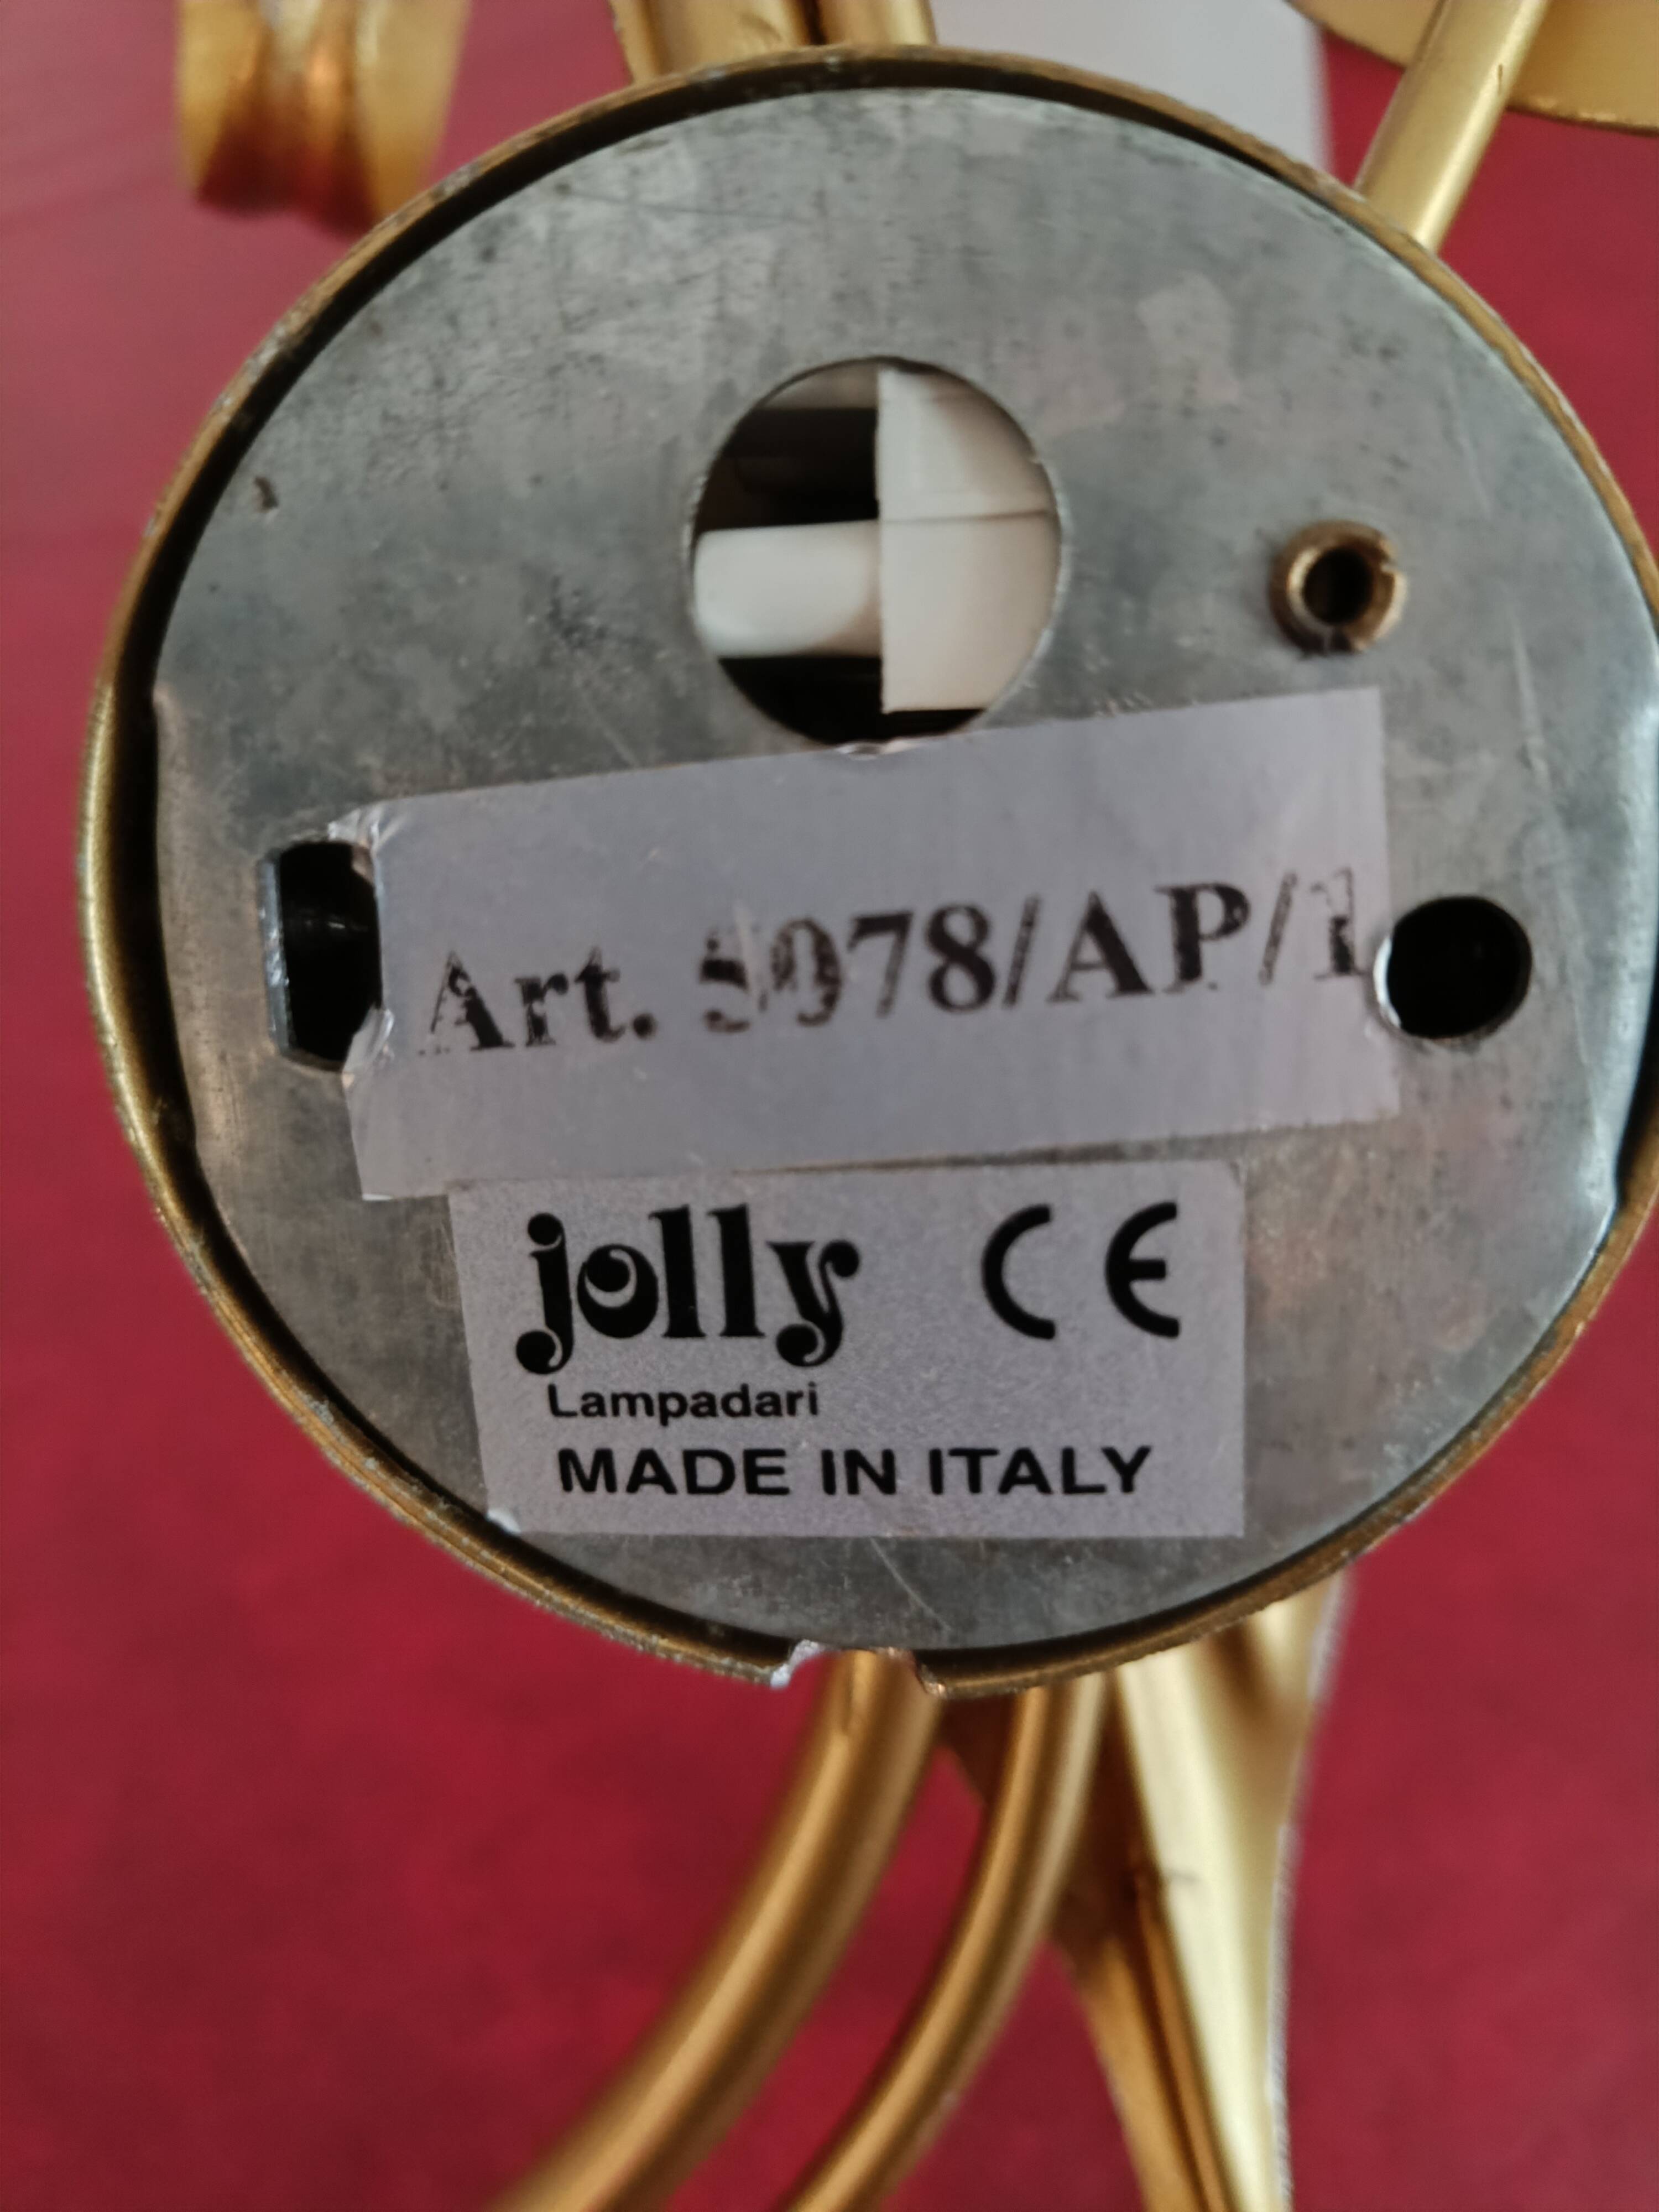 Art. 5078/AP/1
jolly CE
Lampadari
MADE IN ITALY